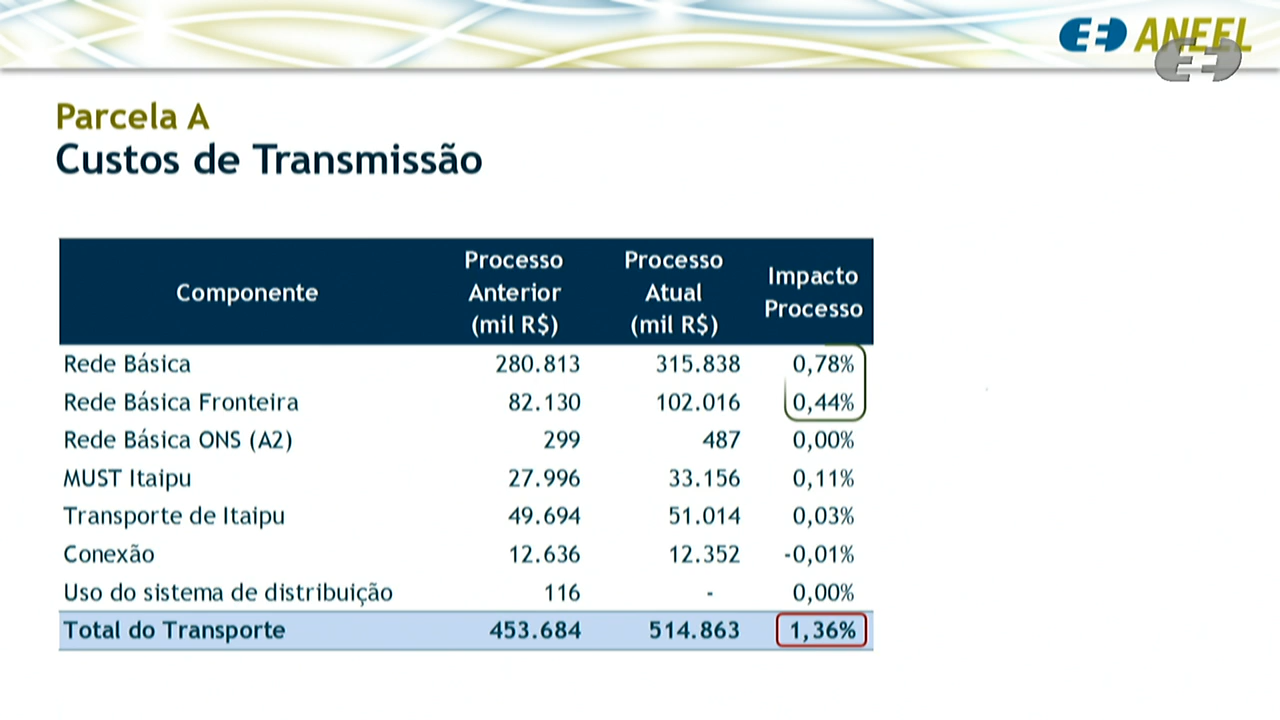 ANEEL
Parcela A
Custos de Transmissão
Componente Processo Anterior (mil R$) Processo Atual (mil R$) Impacto Processo
Rede Básica 280.813 315.838 0,78%
Rede Básica Fronteira 82.130 102.016 0,44%
Rede Básica ONS (A2) 299 487 0,00%
MUST Itaipu 27.996 33.156 0,11%
Transporte de Itaipu 49.694 51.014 0,03%
Conexão 12.636 12.352 -0,01%
Uso do sistema de distribuição 116 - 0,00%
Total do Transporte 453.684 514.863 1,36%